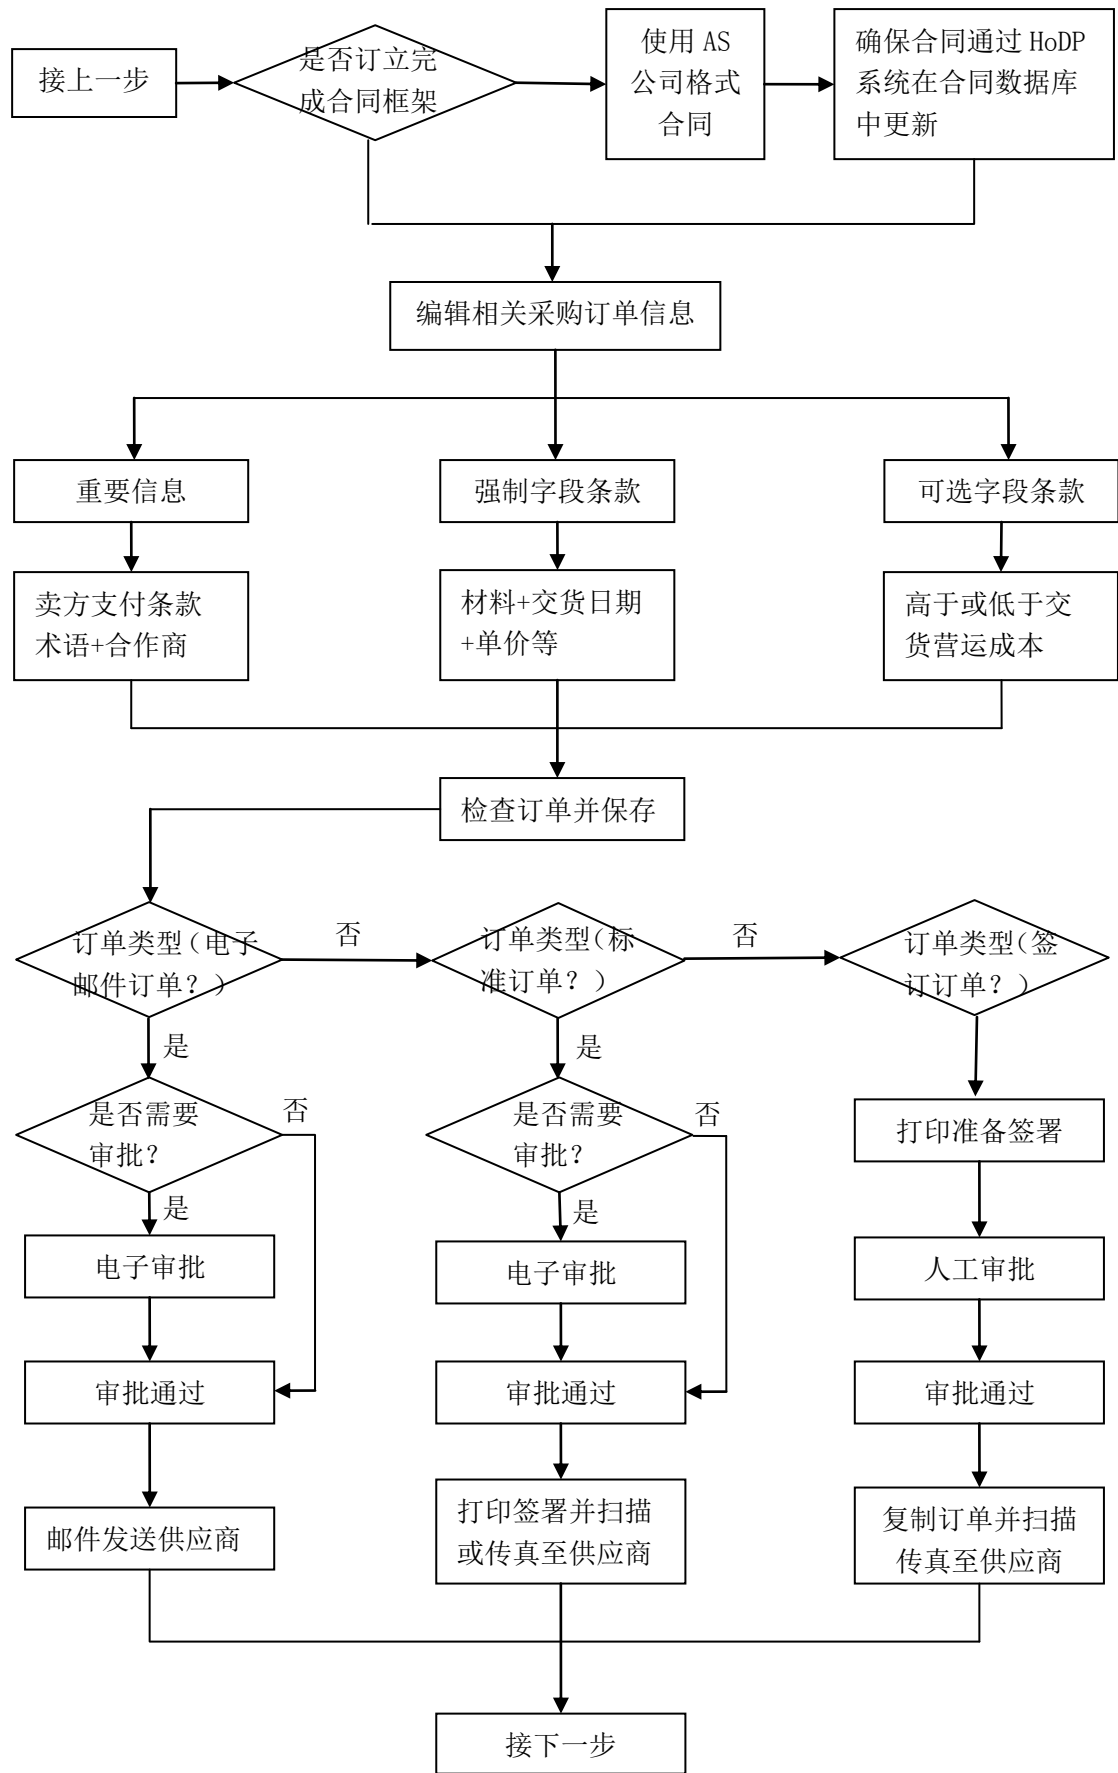 接上一步
是否订立完
成合同框架
使用 AS
公司格式
合同
确保合同通过 HoDP
系统在合同数据库
中更新
编辑相关采购订单信息
重要信息
强制字段条款
可选字段条款
卖方支付条款
术语+合作商
材料+交货日期
+单价等
高于或低于交
货营运成本
检查订单并保存
订单类型（电子
邮件订单？）
否
订单类型（标
准订单？）
否
订单类型（签
订订单？）
是
是
是否需要
审批？
否
是否需要
审批？
否
打印准备签署
是
是
电子审批
电子审批
人工审批
审批通过
审批通过
审批通过
邮件发送供应商
打印签署并扫描
或传真至供应商
复制订单并扫描
传真至供应商
接下一步